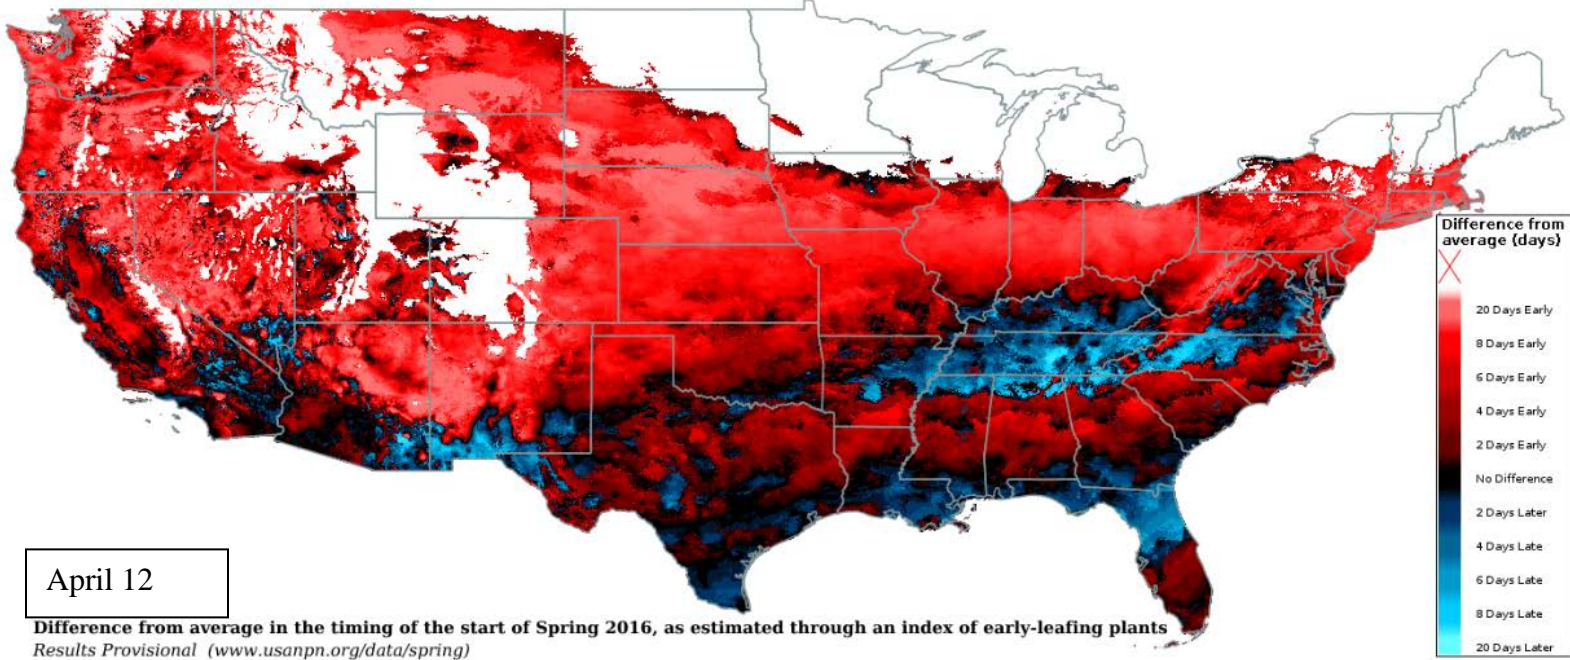 Difference from
average (days)
20 Days Early
8 Days Early
6 Days Early
4 Days Early
2 Days Early
No Difference
2 Days Later
4 Days Late
6 Days Late
8 Days Late
20 Days Later
April 12
Difference from average in the timing of the start of Spring 2016, as estimated through an index of early-leafing plants
Results Provisional (www.usanpn.org/data/spring)